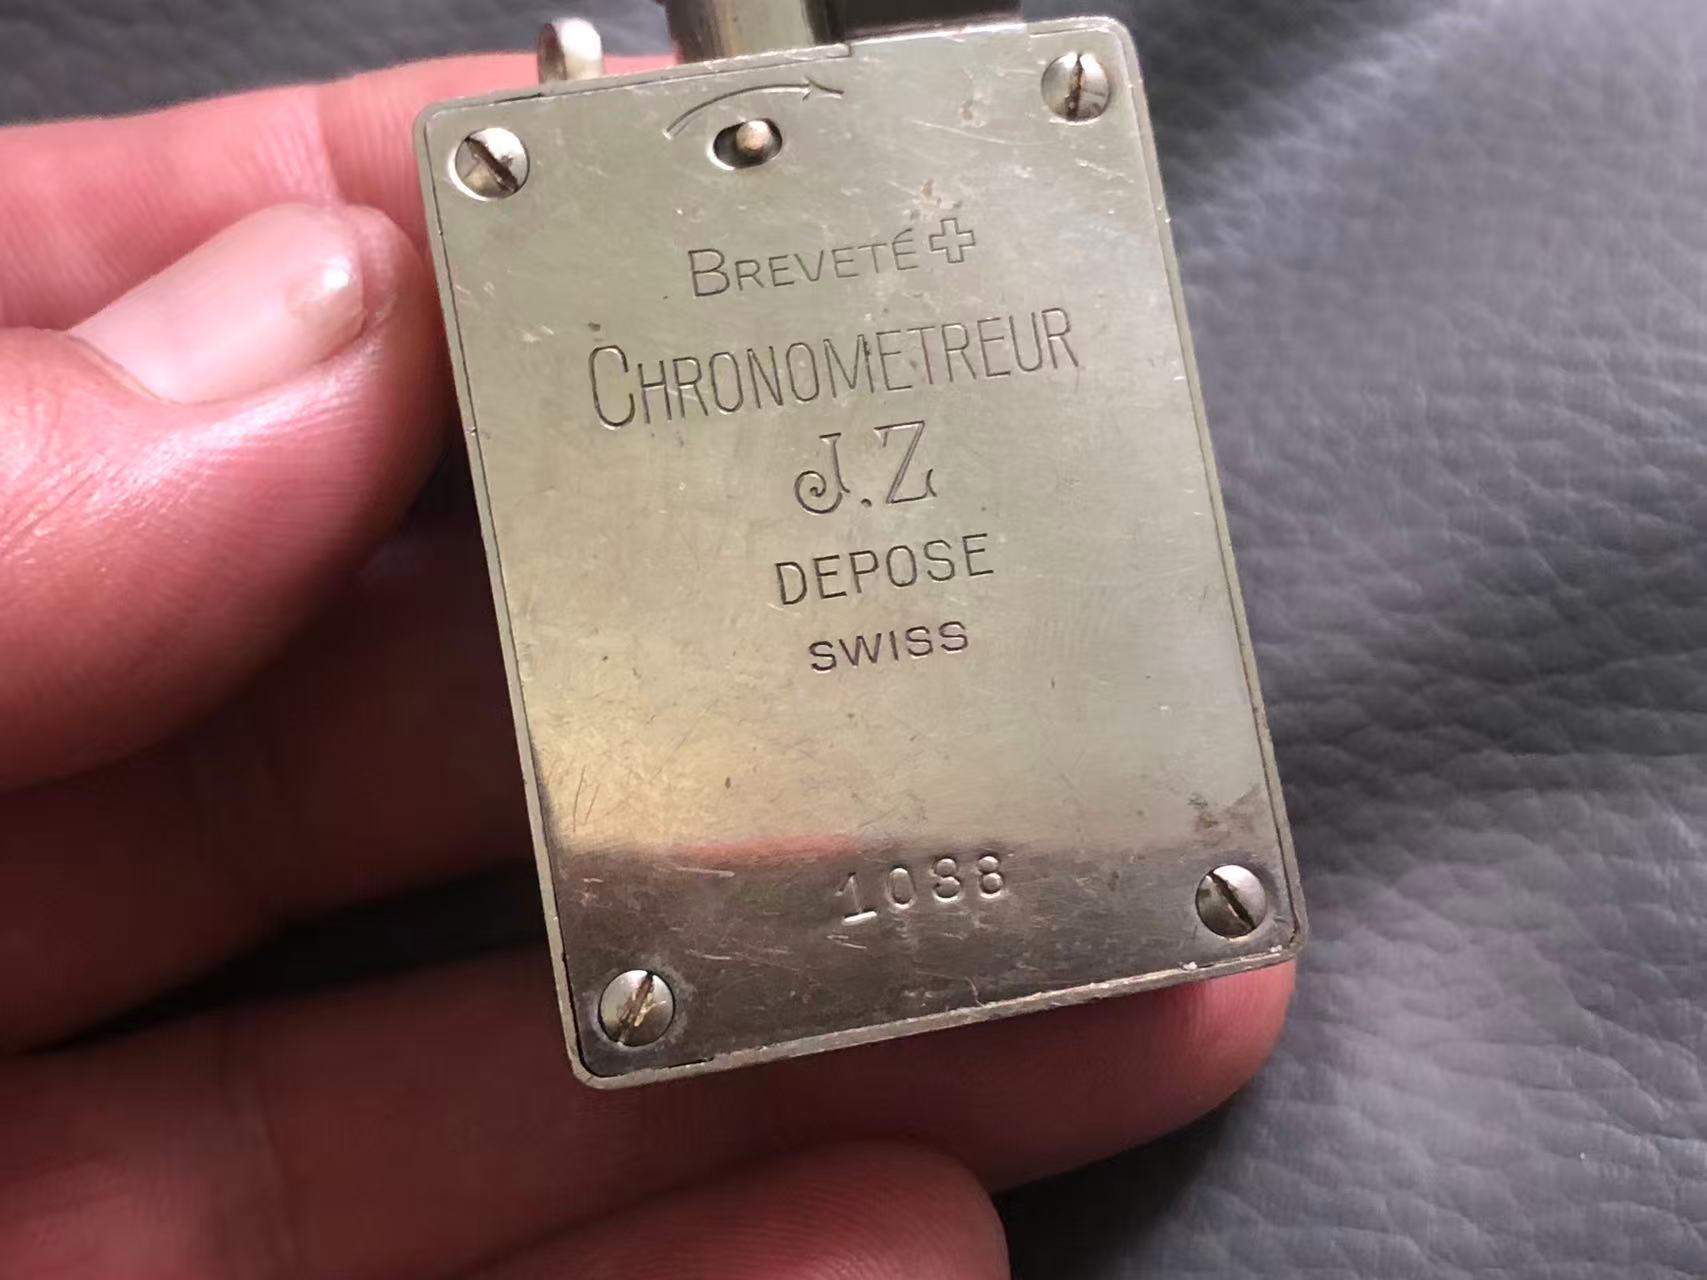 BREVETÉ
CHRONOMETREUR
J.Z
DEPOSE
SWISS
1088